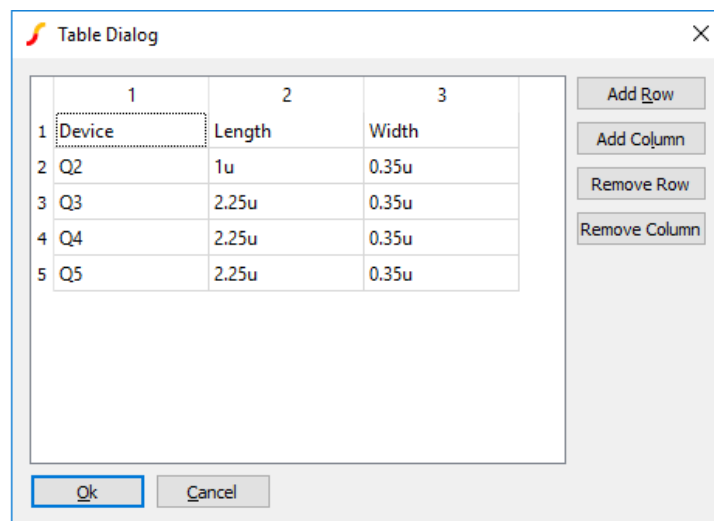 Table Dialog
1 2 3
1 Device Length Width
2 Q2 1u 0.35u
3 Q3 2.25u 0.35u
4 Q4 2.25u 0.35u
5 Q5 2.25u 0.35u
Add Row
Add Column
Remove Row
Remove Column
Ok Cancel